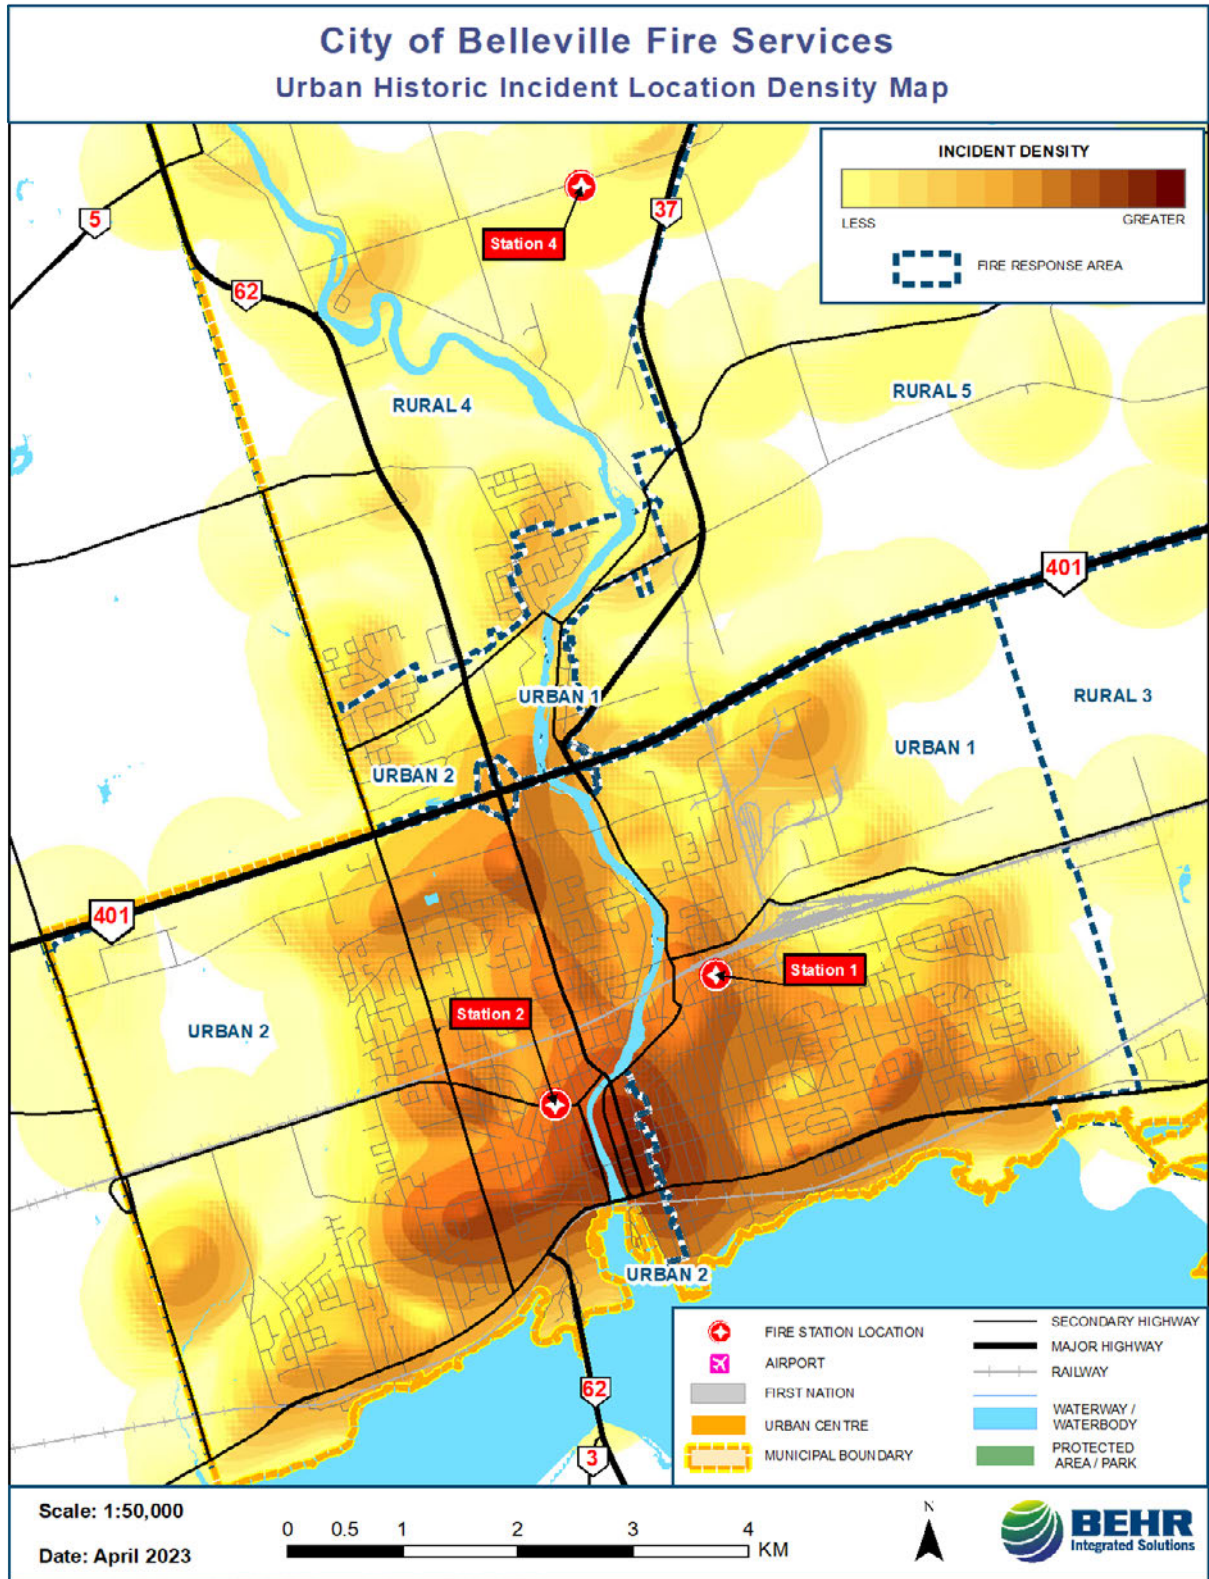 City of Belleville Fire Services
Urban Historic Incident Location Density Map
INCIDENT DENSITY
LESS
GREATER
FIRE RESPONSE AREA
5
62
37
Station 4
RURAL 4
RURAL 5
401
URBAN 1
RURAL 3
URBAN 1
URBAN 2
401
Station 1
Station 2
URBAN 2
URBAN 2
62
3
FIRE STATION LOCATION
AIRPORT
FIRST NATION
URBAN CENTRE
MUNICIPAL BOUNDARY
SECONDARY HIGHWAY
MAJOR HIGHWAY
RAILWAY
WATERWAY /
WATERBODY
PROTECTED
AREA / PARK
Scale: 1:50,000
Date: April 2023
0 0.5 1 2 3 4
KM
N
BEHR
Integrated Solutions